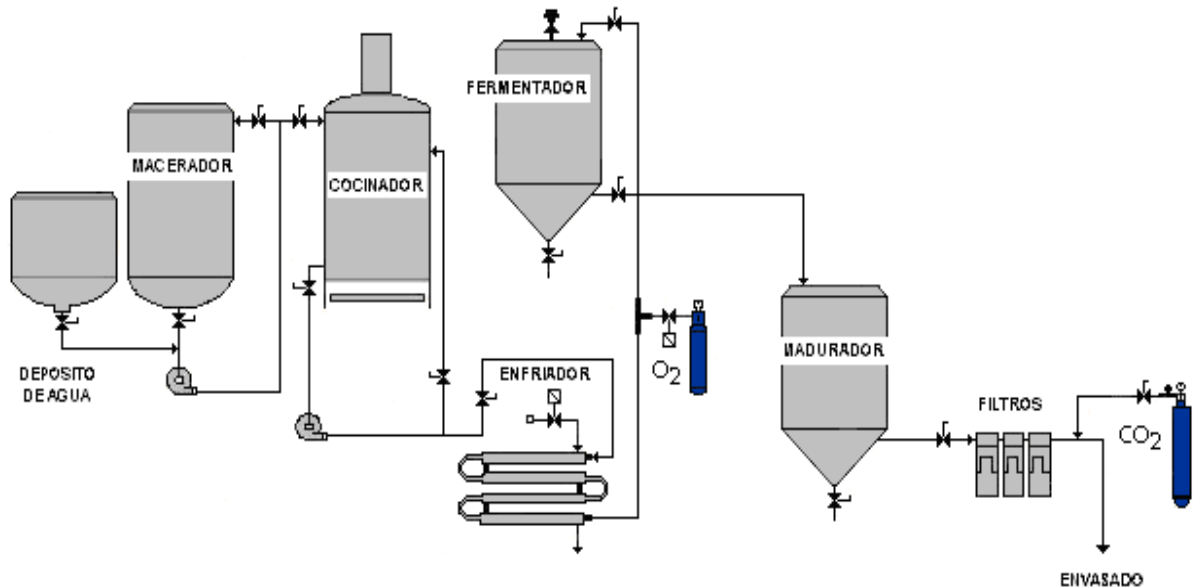 FERMENTADOR
MACERADOR
COCINADOR
DEPOSITO
DE AGUA
ENFRIADOR
O2
MADURADOR
FILTROS
CO2
ENVASADO